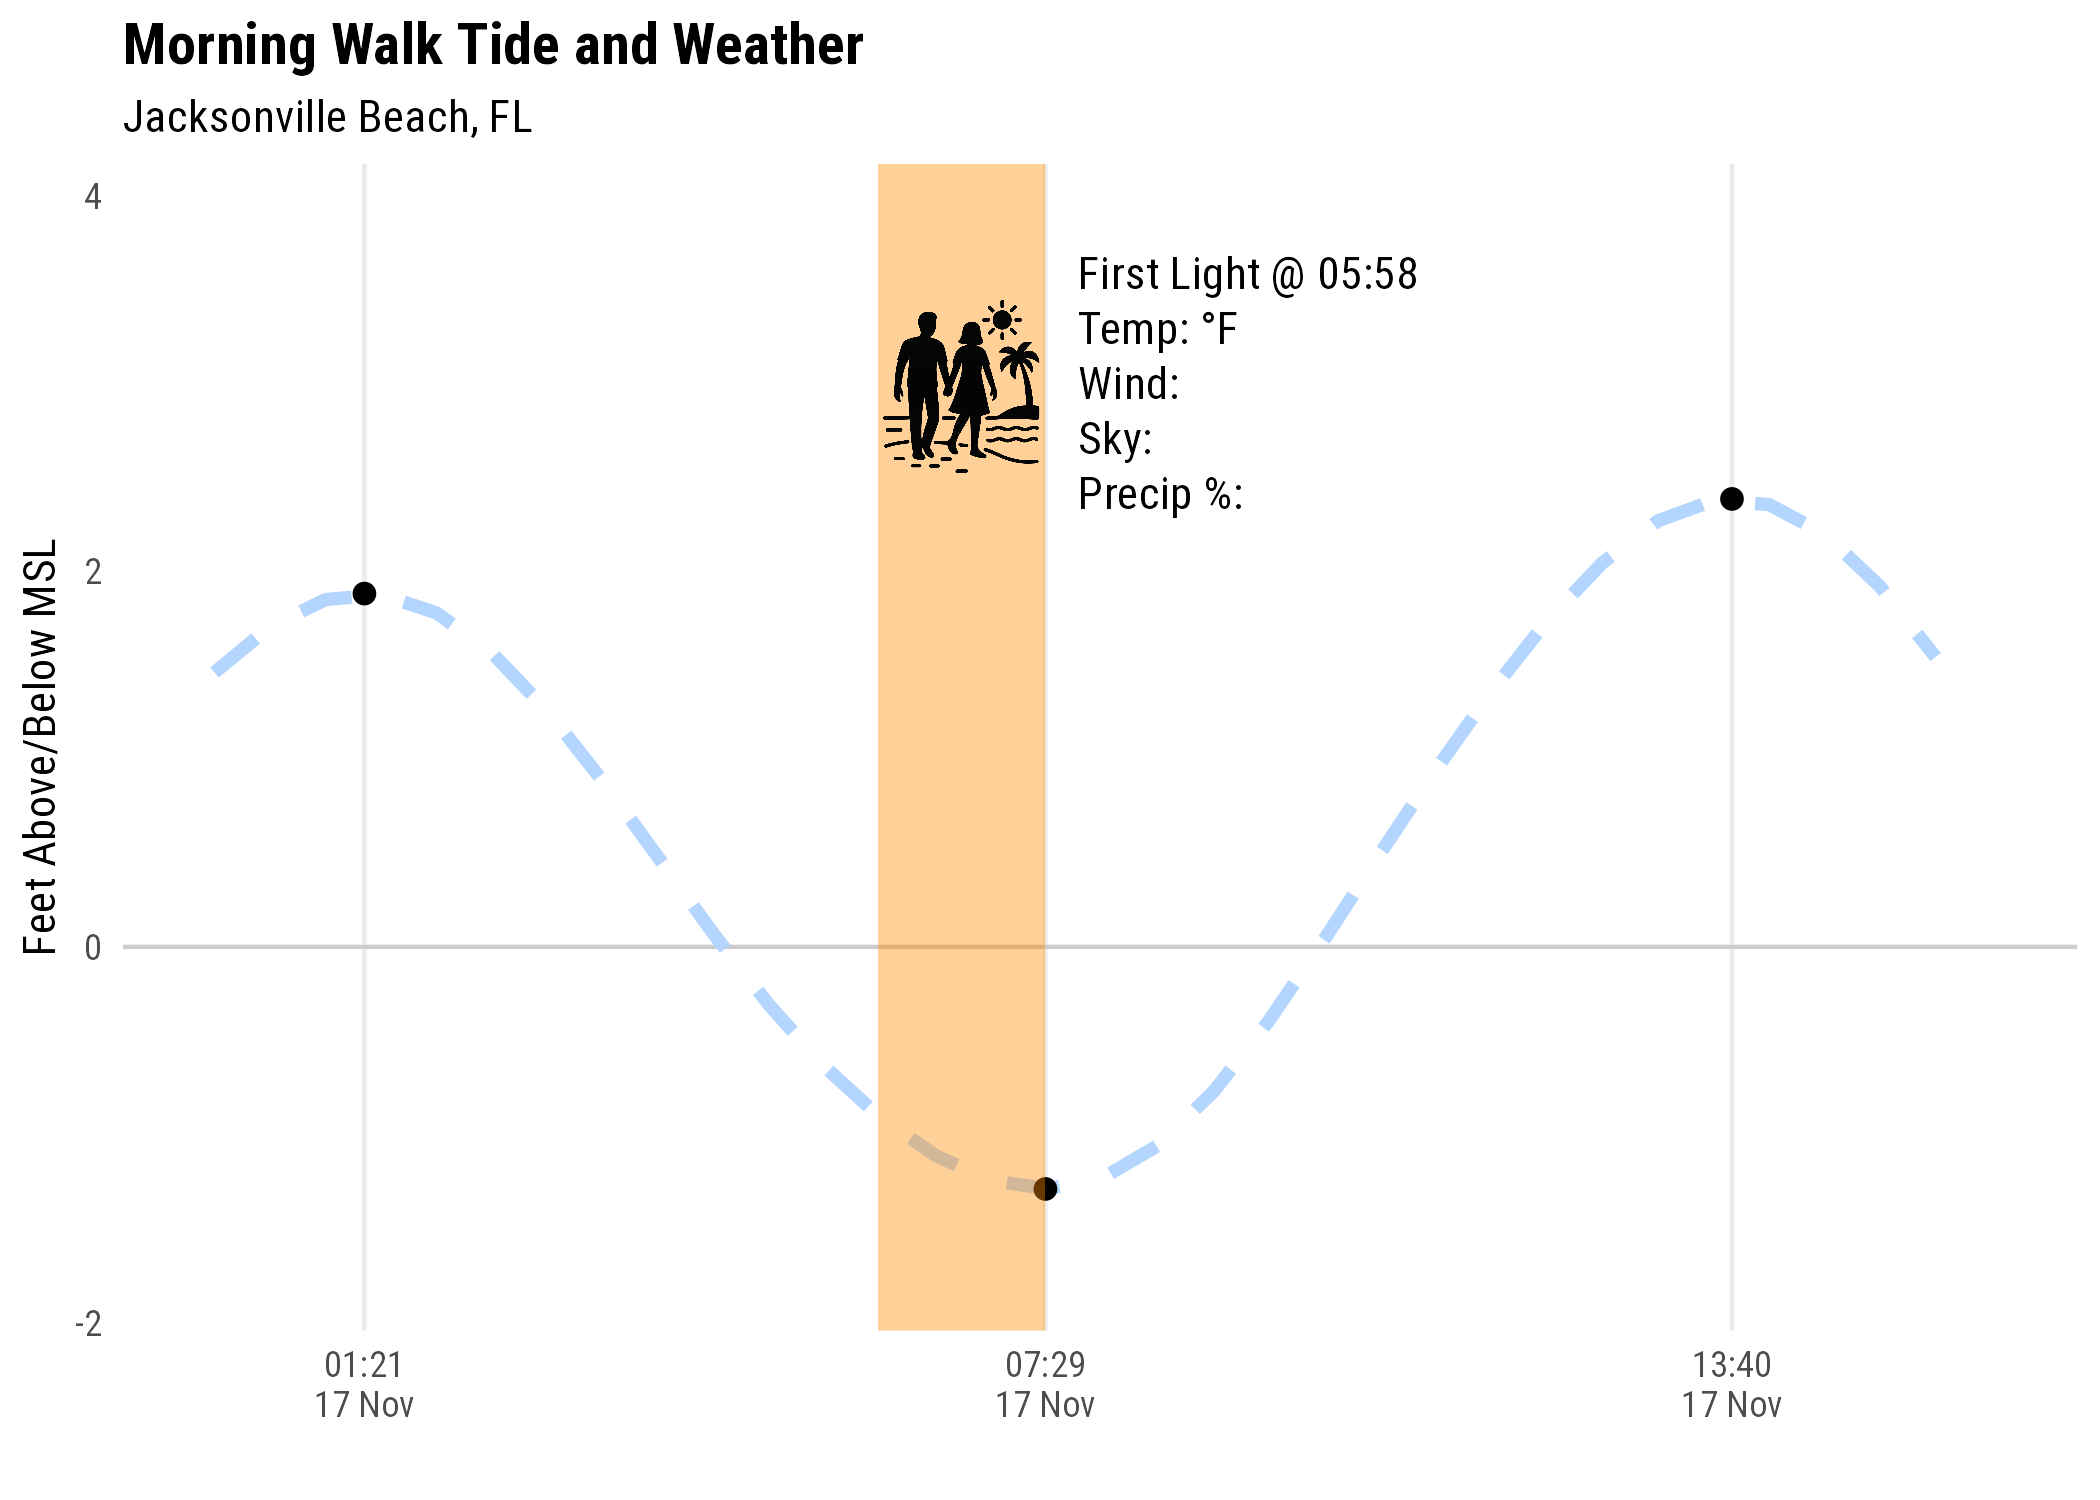 Morning Walk Tide and Weather
Jacksonville Beach, FL
4
First Light @ 05:58
Temp: °F
Wind:
Sky:
Precip %:
Feet Above/Below MSL
2
0
-2
01:21
17 Nov
07:29
17 Nov
13:40
17 Nov